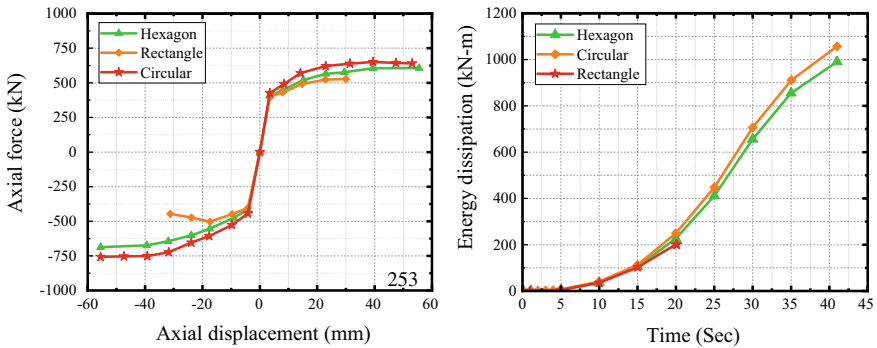 1000
750
500
250
0
-250
-500
-750
-1000
Axial force (kN)
Hexagon
Rectangle
Circular
253
-60 -40 -20 0 20 40 60
Axial displacement (mm)
1200
1000
800
600
400
200
0
Energy dissipation (kN-m)
Hexagon
Circular
Rectangle
0 5 10 15 20 25 30 35 40 45
Time (Sec)